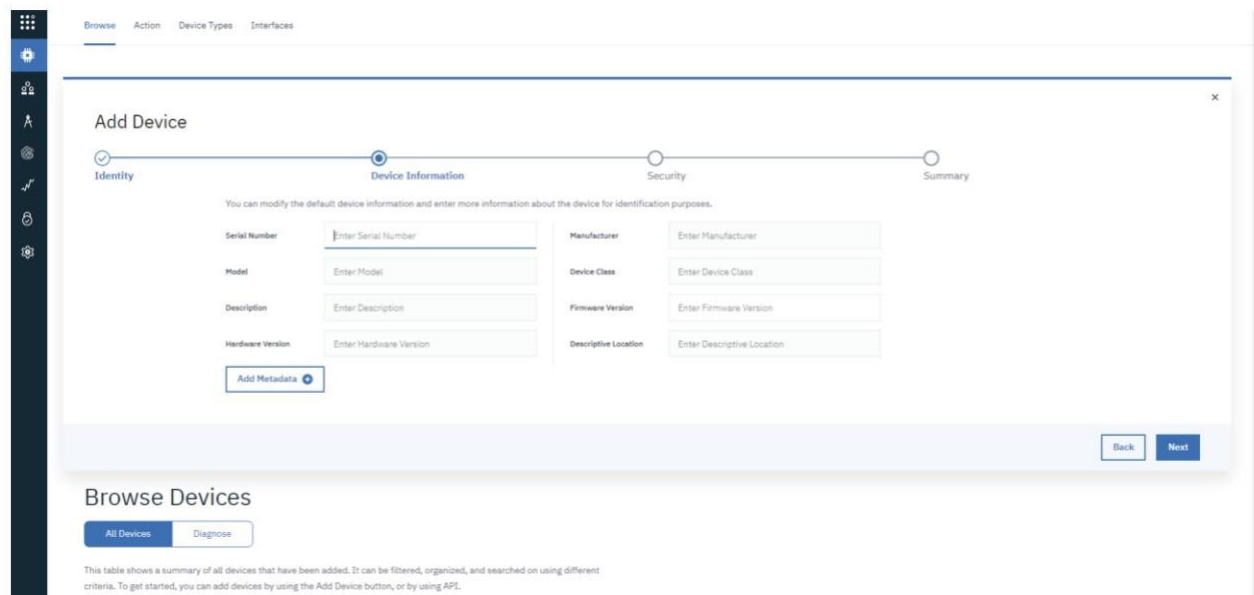 Browse Action Device Types Interfaces
×
Add Device
Identity Device Information Security Summary
You can modify the default device information and enter more information about the device for identification purposes.
Serial Number Enter Serial Number Manufacturer Enter Manufacturer
Model Enter Model Device Class Enter Device Class
Description Enter Description Firmware Version Enter Firmware Version
Hardware Version Enter Hardware Version Descriptive Location Enter Descriptive Location
Add Metadata
Back Next
Browse Devices
All Devices Diagnose
This table shows a summary of all devices that have been added. It can be filtered, organized, and searched on using different
criteria. To get started, you can add devices by using the Add Device button, or by using API.